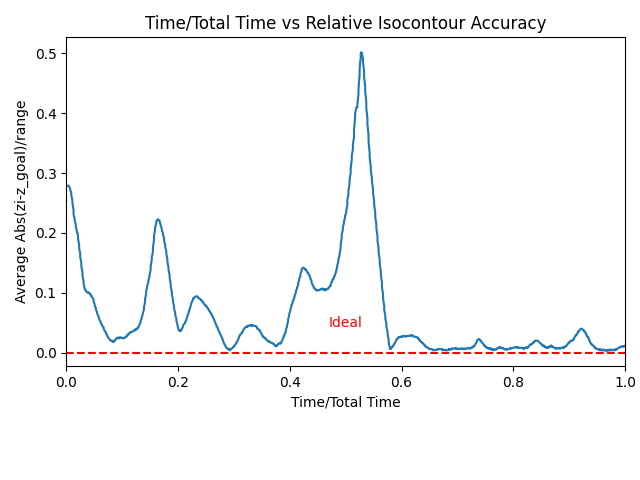 Time/Total Time vs Relative Isocontour Accuracy
Average Abs(zi-z_goal)/range
0.5
0.4
0.3
0.2
0.1
0.0
Ideal
0.0 0.2 0.4 0.6 0.8 1.0
Time/Total Time